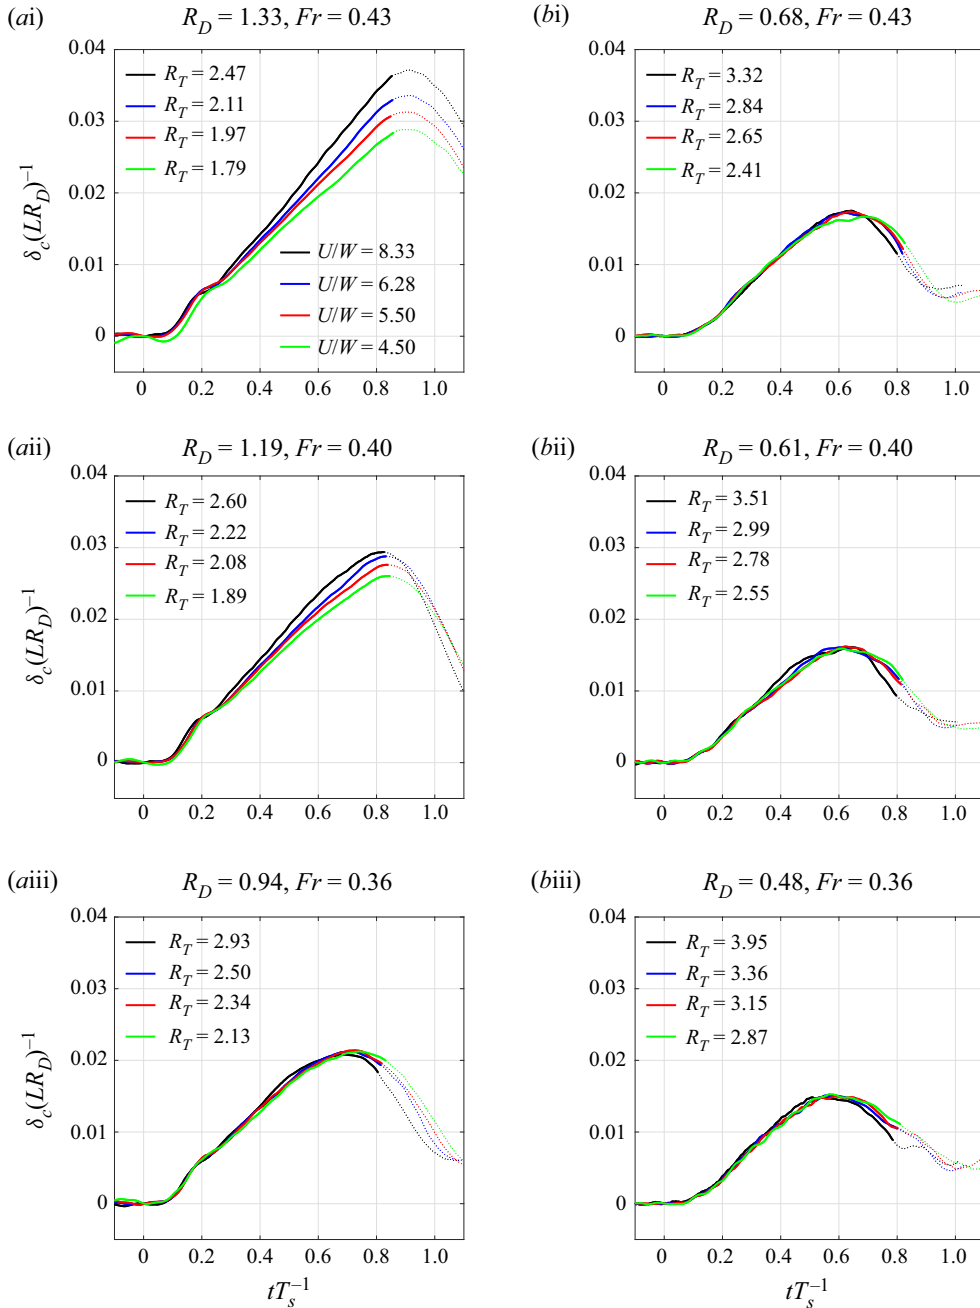 (ai) R_D = 1.33, Fr = 0.43
0.04
0.03
0.02
0.01
0
δ_c(LR_D)^−1
R_T = 2.47
R_T = 2.11
R_T = 1.97
R_T = 1.79
U/W = 8.33
U/W = 6.28
U/W = 5.50
U/W = 4.50
0 0.2 0.4 0.6 0.8 1.0
(bi) R_D = 0.68, Fr = 0.43
0.04
0.03
0.02
0.01
0
R_T = 3.32
R_T = 2.84
R_T = 2.65
R_T = 2.41
0 0.2 0.4 0.6 0.8 1.0
(aii) R_D = 1.19, Fr = 0.40
0.04
0.03
0.02
0.01
0
δ_c(LR_D)^−1
R_T = 2.60
R_T = 2.22
R_T = 2.08
R_T = 1.89
0 0.2 0.4 0.6 0.8 1.0
(bii) R_D = 0.61, Fr = 0.40
0.04
0.03
0.02
0.01
0
R_T = 3.51
R_T = 2.99
R_T = 2.78
R_T = 2.55
0 0.2 0.4 0.6 0.8 1.0
(aiii) R_D = 0.94, Fr = 0.36
0.04
0.03
0.02
0.01
0
δ_c(LR_D)^−1
R_T = 2.93
R_T = 2.50
R_T = 2.34
R_T = 2.13
0 0.2 0.4 0.6 0.8 1.0
tT_s^−1
(biii) R_D = 0.48, Fr = 0.36
0.04
0.03
0.02
0.01
0
R_T = 3.95
R_T = 3.36
R_T = 3.15
R_T = 2.87
0 0.2 0.4 0.6 0.8 1.0
tT_s^−1